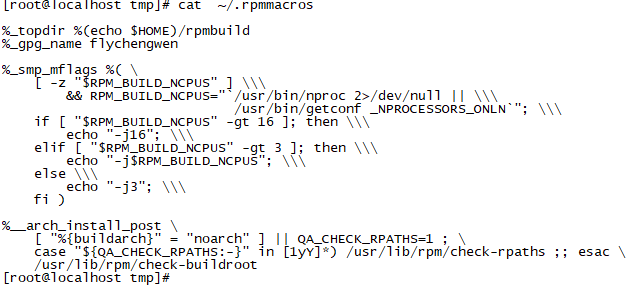 [root@localhost tmp]# cat  ~/.rpmmacros

%_topdir %(echo $HOME)/rpmbuild
%_gpg_name flychengwen

%_smp_mflags %( \
    [ -z "$RPM_BUILD_NCPUS" ] \\\
        && RPM_BUILD_NCPUS="`/usr/bin/nproc 2>/dev/null || \\\
                             /usr/bin/getconf _NPROCESSORS_ONLN`"; \\\
    if [ "$RPM_BUILD_NCPUS" -gt 16 ]; then \\\
        echo "-j16"; \\\
    elif [ "$RPM_BUILD_NCPUS" -gt 3 ]; then \\\
        echo "-j$RPM_BUILD_NCPUS"; \\\
    else \\\
        echo "-j3"; \\\
    fi )

%__arch_install_post \
    [ "%{buildarch}" = "noarch" ] || QA_CHECK_RPATHS=1 ; \
    case "${QA_CHECK_RPATHS:-}" in [1yY]*) /usr/lib/rpm/check-rpaths ;; esac \
    /usr/lib/rpm/check-buildroot
[root@localhost tmp]#